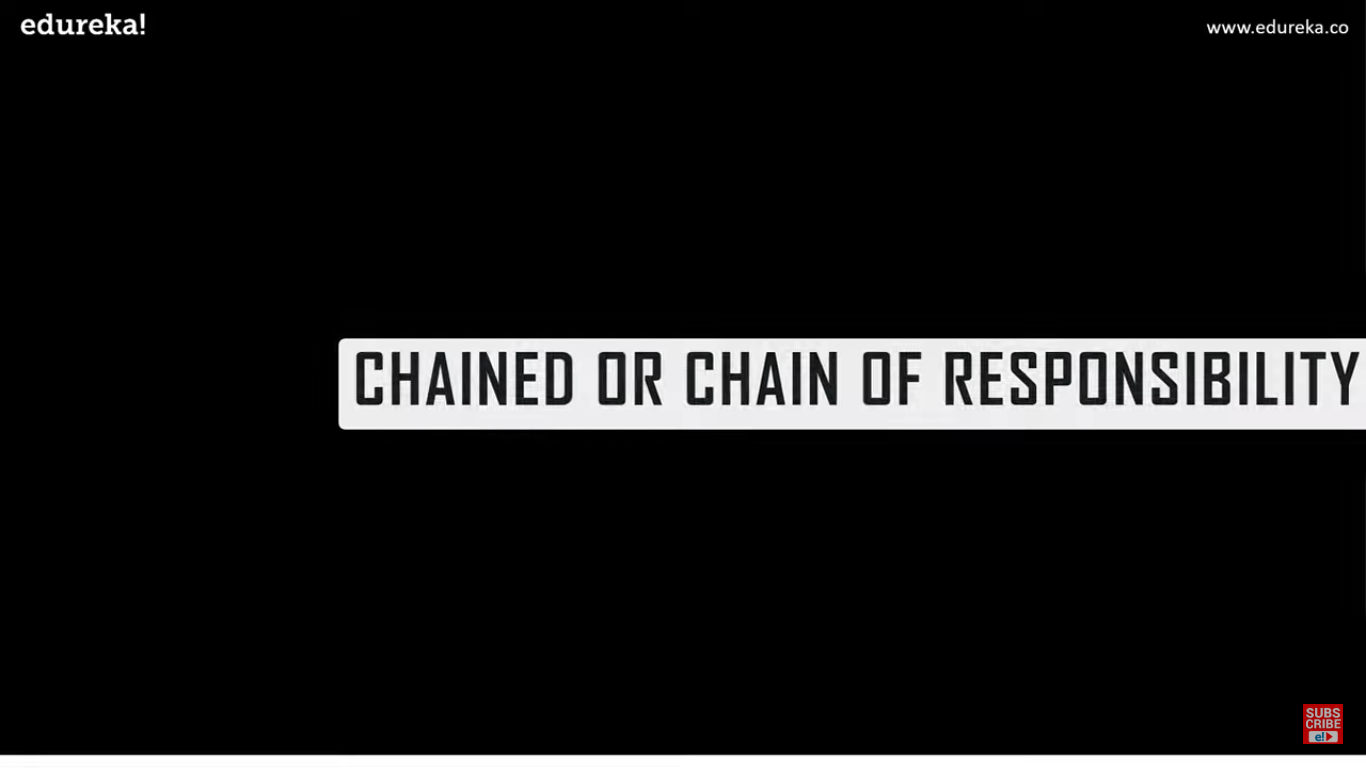 edureka!
www.edureka.co
CHAINED OR CHAIN OF RESPONSIBILITY
SUBS
CRIBE
e!